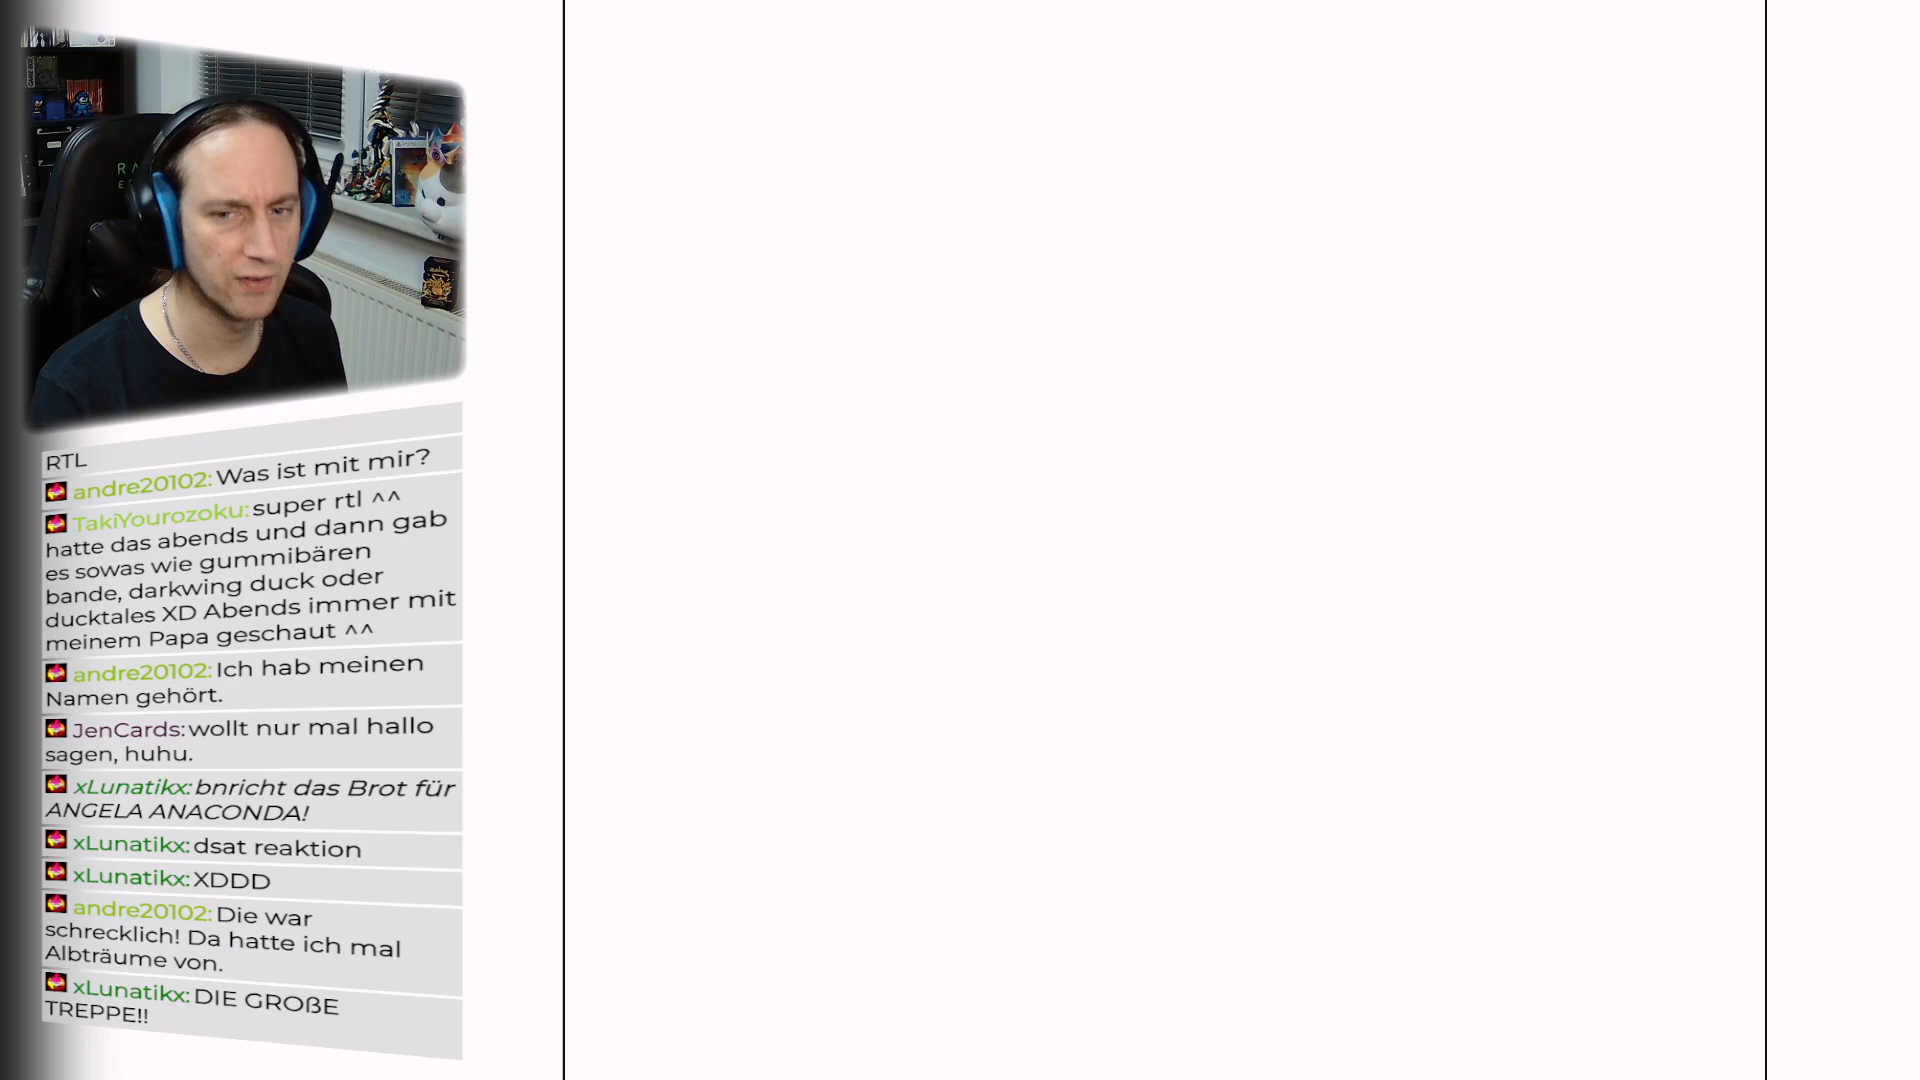 RTL
andre20102: Was ist mit mir?
TakiYourozoku: super rtl ^^
hatte das abends und dann gab
es sowas wie gummibären
bande, darkwing duck oder
ducktales XD Abends immer mit
meinem Papa geschaut ^^
andre20102: Ich hab meinen
Namen gehört.
JenCards: wollt nur mal hallo
sagen, huhu.
xLunatikx: bnricht das Brot für
ANGELA ANACONDA!
xLunatikx: dsat reaktion
xLunatikx: XDDD
andre20102: Die war
schrecklich! Da hatte ich mal
Albträume von.
xLunatikx: DIE GROßE
TREPPE!!